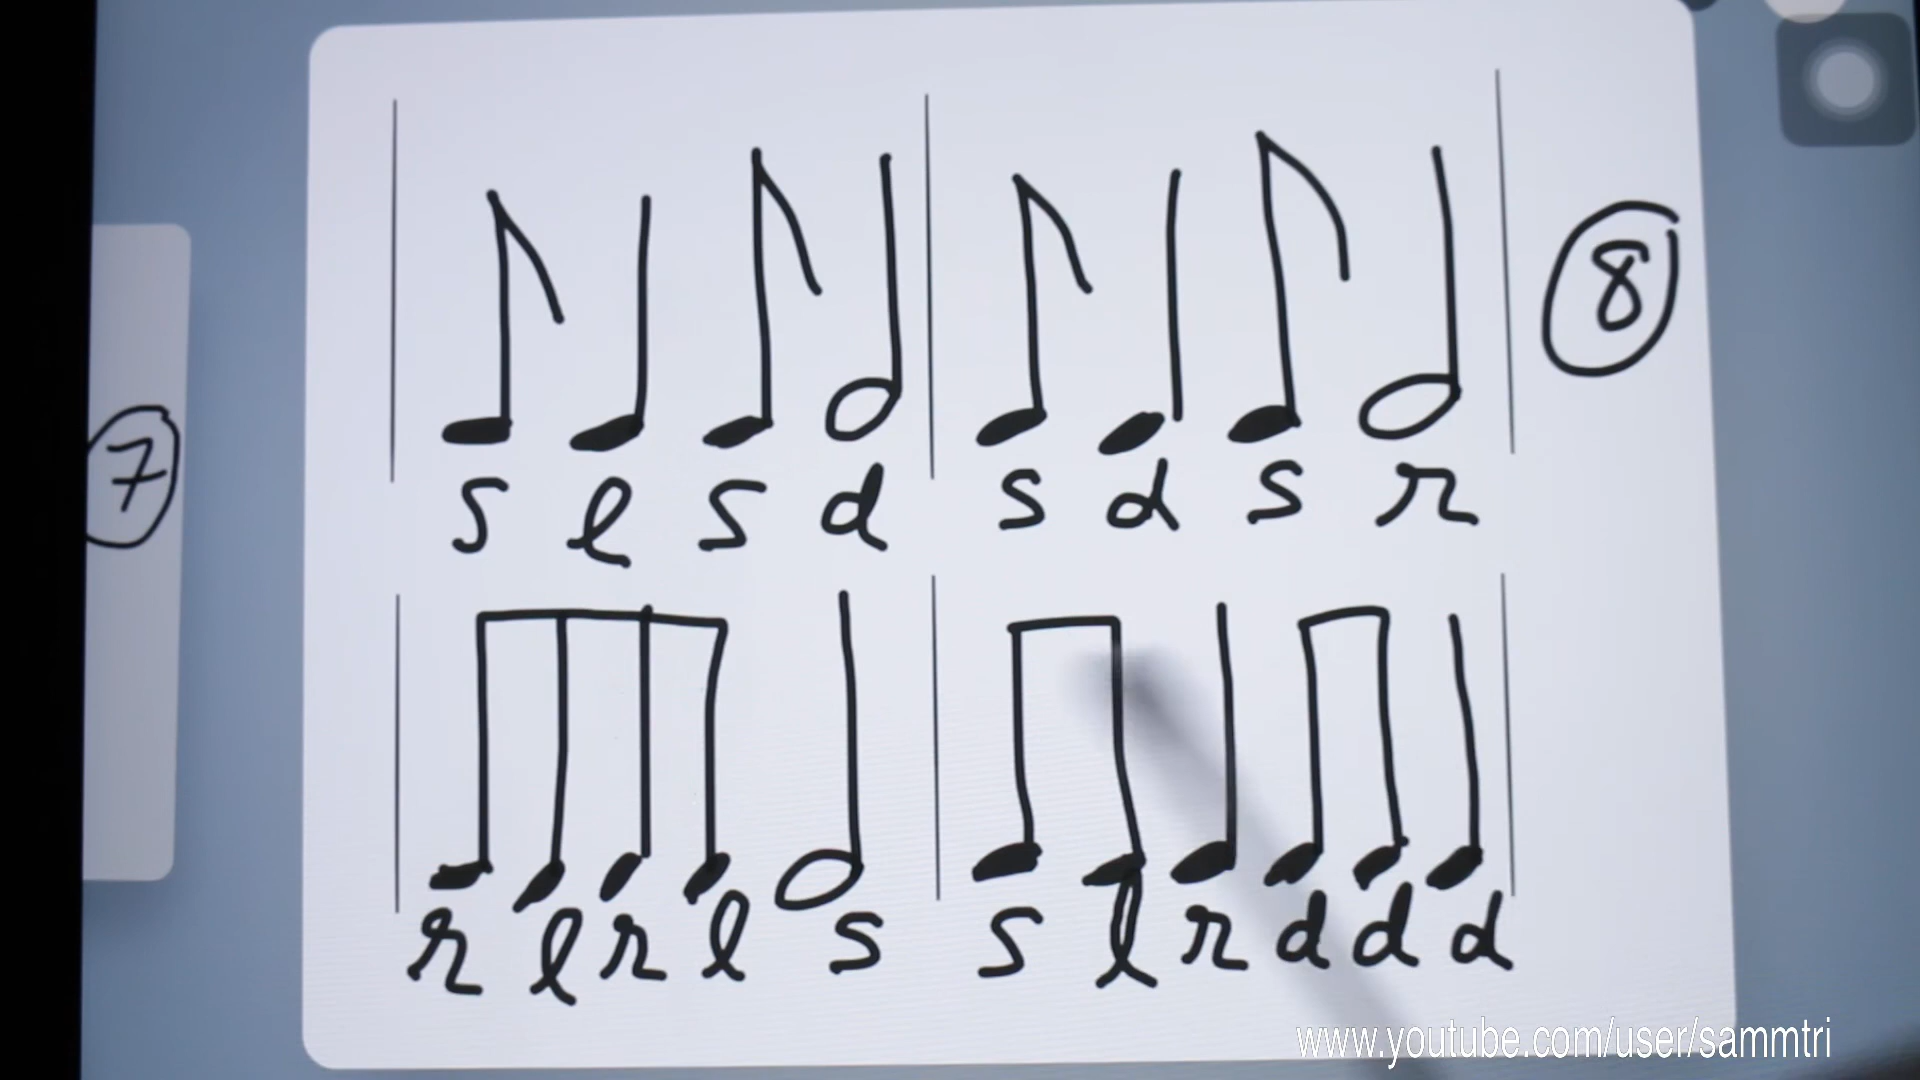 8
s l s d s d s r
7
r l r l s s l r d d d
www.youtube.com/user/sammtri